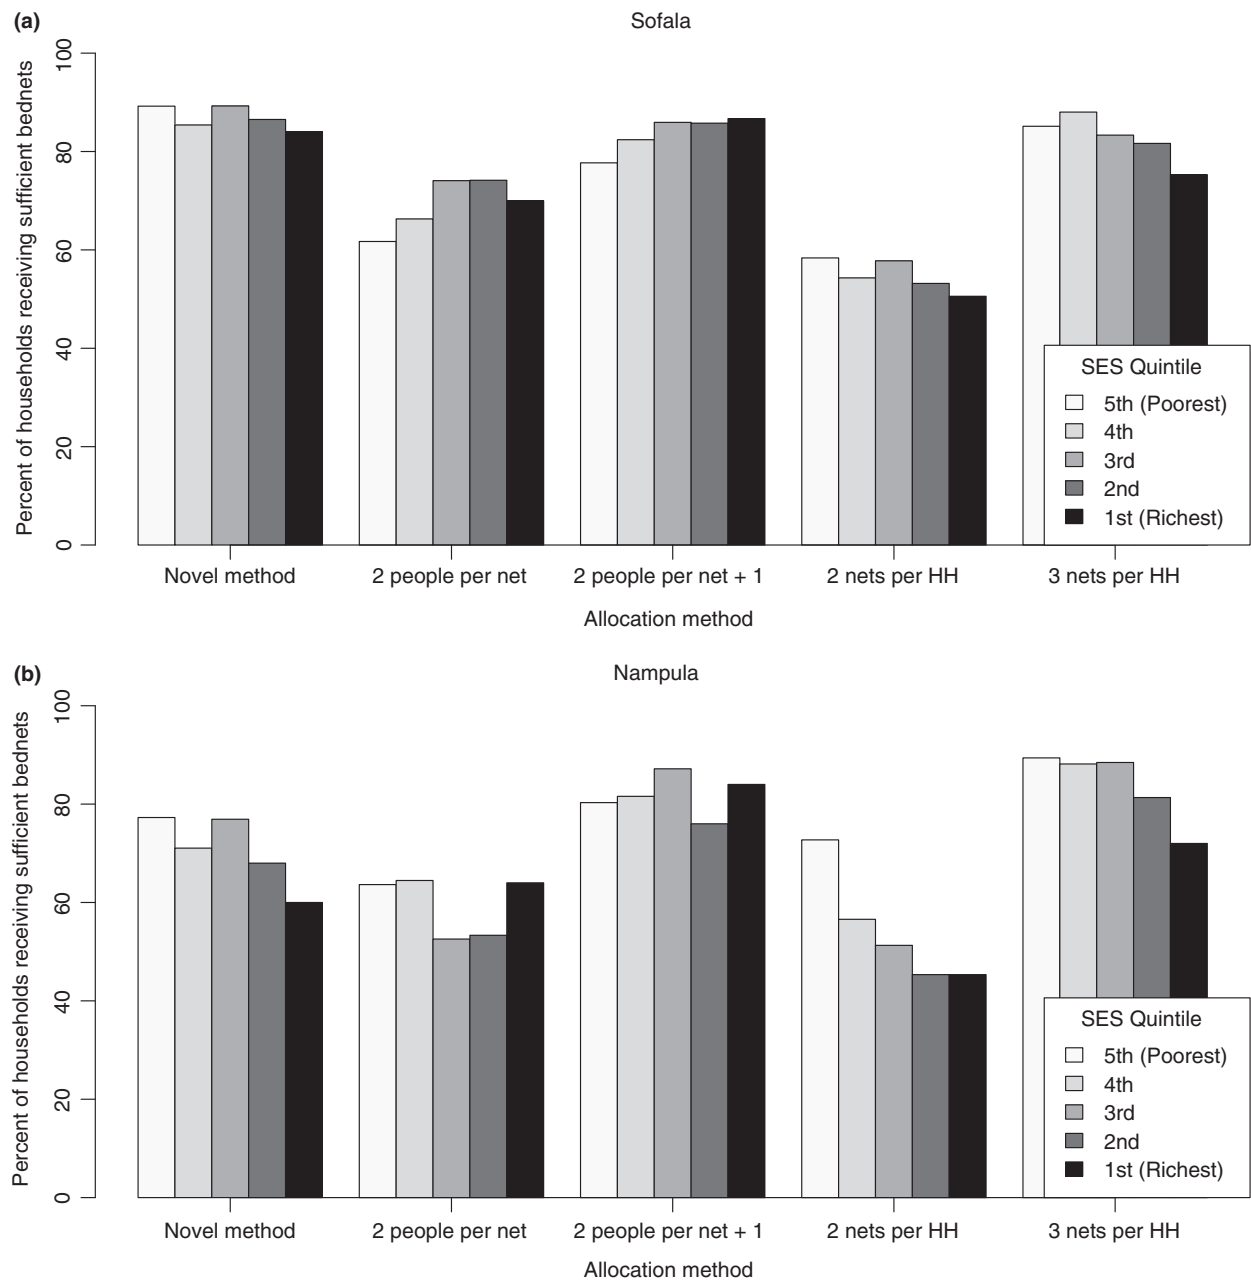 (a)
Sofala
Percent of households receiving sufficient bednets
100
80
60
40
20
0
Novel method
2 people per net
2 people per net + 1
2 nets per HH
3 nets per HH
Allocation method
SES Quintile
5th (Poorest)
4th
3rd
2nd
1st (Richest)
(b)
Nampula
Percent of households receiving sufficient bednets
100
80
60
40
20
0
Novel method
2 people per net
2 people per net + 1
2 nets per HH
3 nets per HH
Allocation method
SES Quintile
5th (Poorest)
4th
3rd
2nd
1st (Richest)